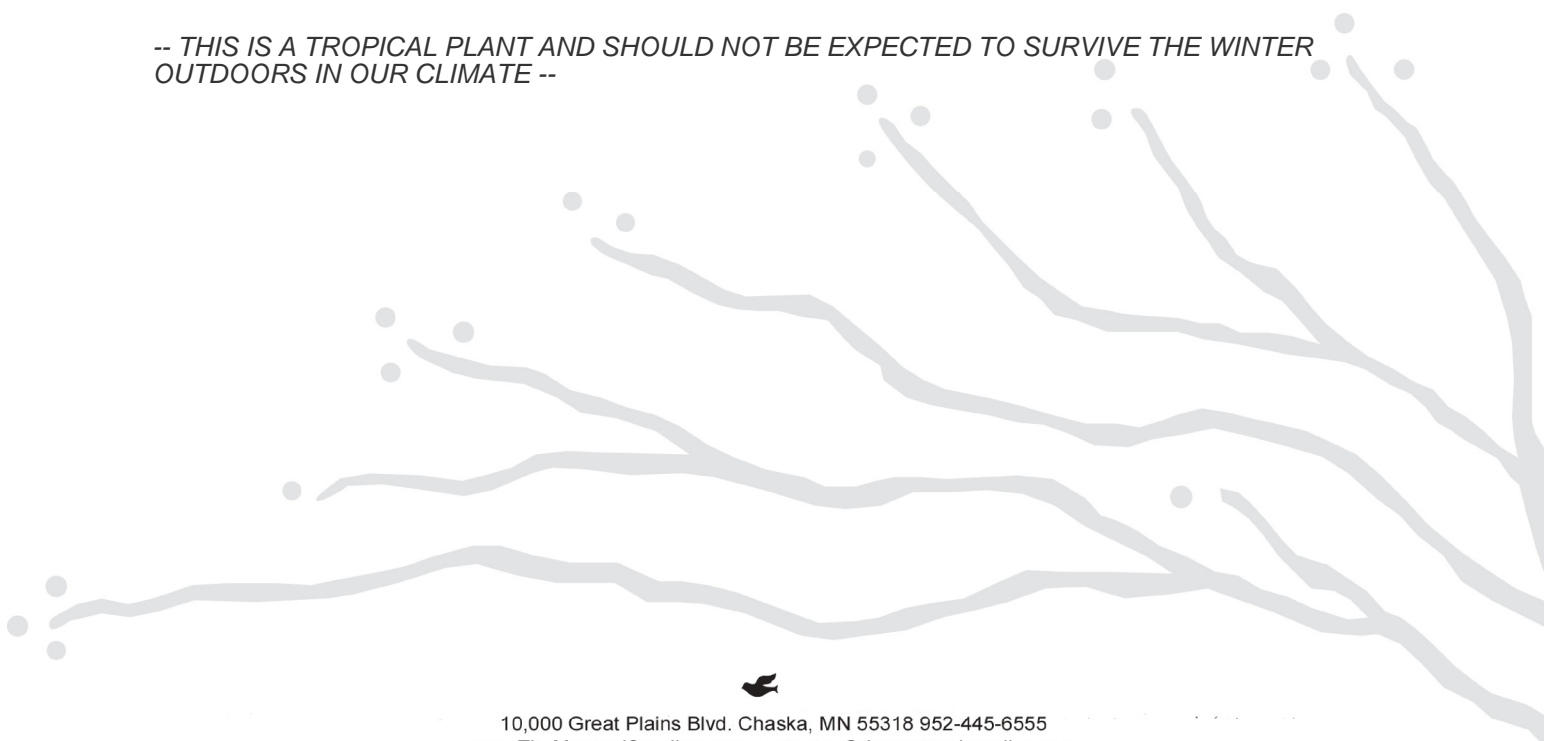 -- THIS IS A TROPICAL PLANT AND SHOULD NOT BE EXPECTED TO SURVIVE THE WINTER
OUTDOORS IN OUR CLIMATE --
10,000 Great Plains Blvd. Chaska, MN 55318 952-445-6555